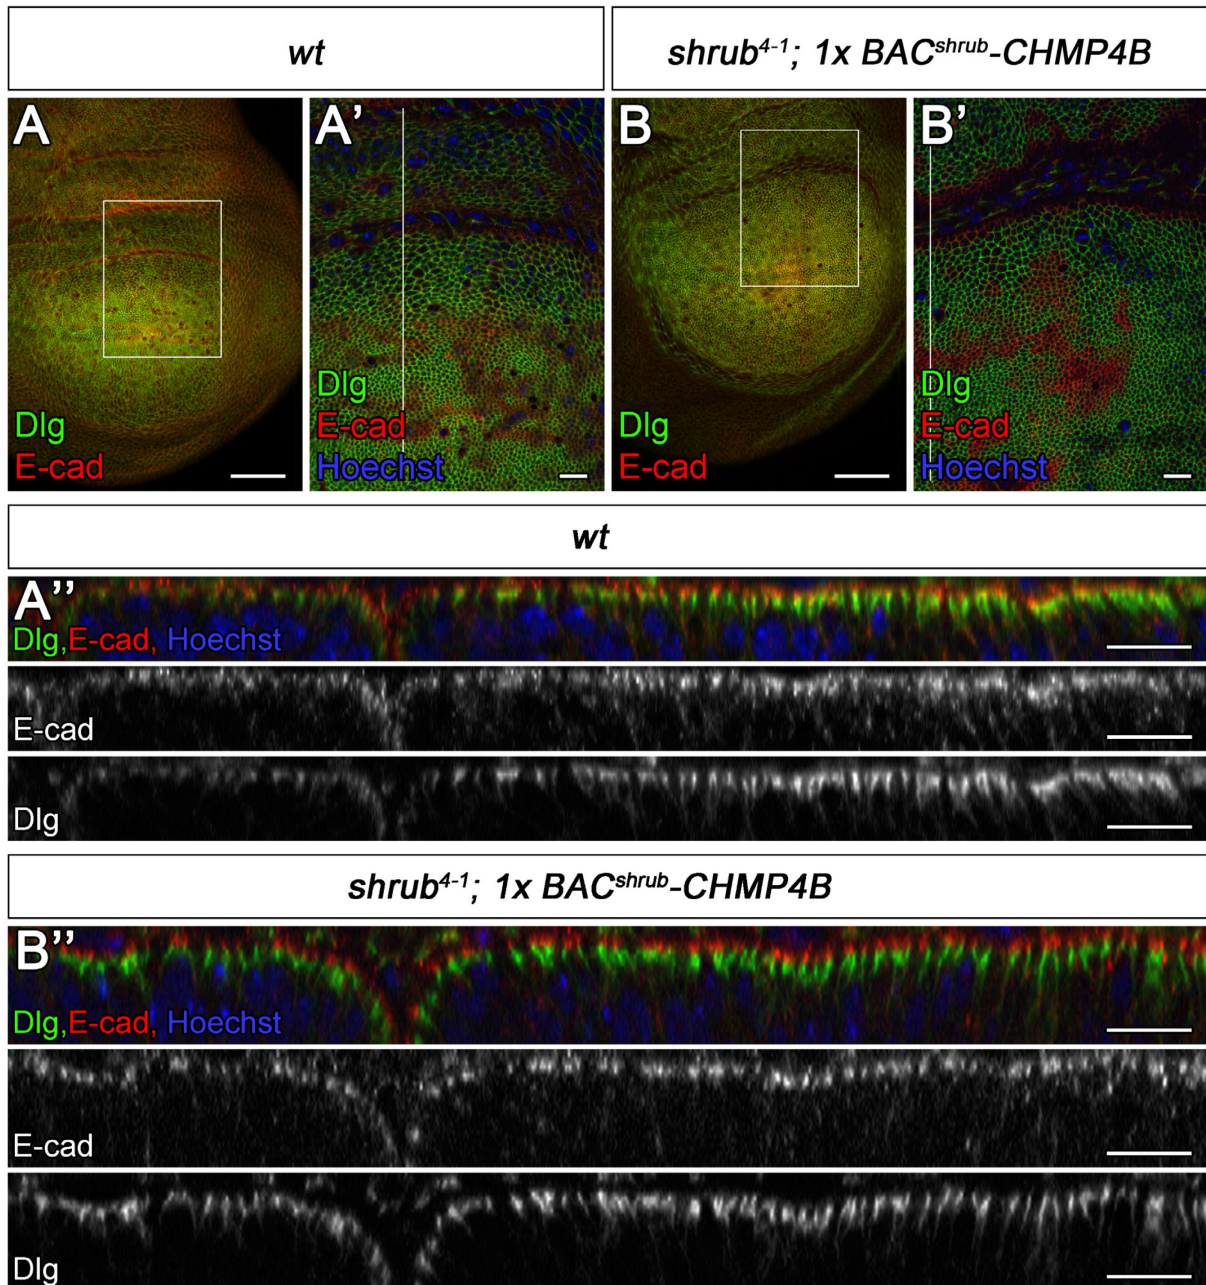 wt
shrub4-1; 1x BACshrub-CHMP4B
A
Dlg
E-cad
A’
Dlg
E-cad
Hoechst
B
Dlg
E-cad
B’
Dlg
E-cad
Hoechst
wt
A’’
Dlg,E-cad, Hoechst
E-cad
Dlg
shrub4-1; 1x BACshrub-CHMP4B
B’’
Dlg,E-cad, Hoechst
E-cad
Dlg